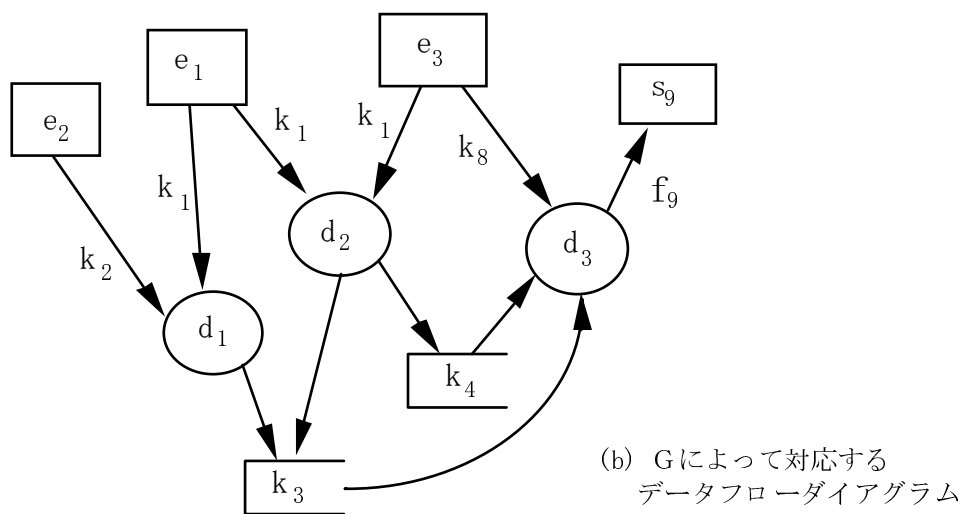 e₃
e₁
s₉
e₂
k₁
k₁
k₈
k₁
f₉
d₂
d₃
k₂
d₁
k₄
k₃
(b) Gによって対応する
データフローダイアグラム